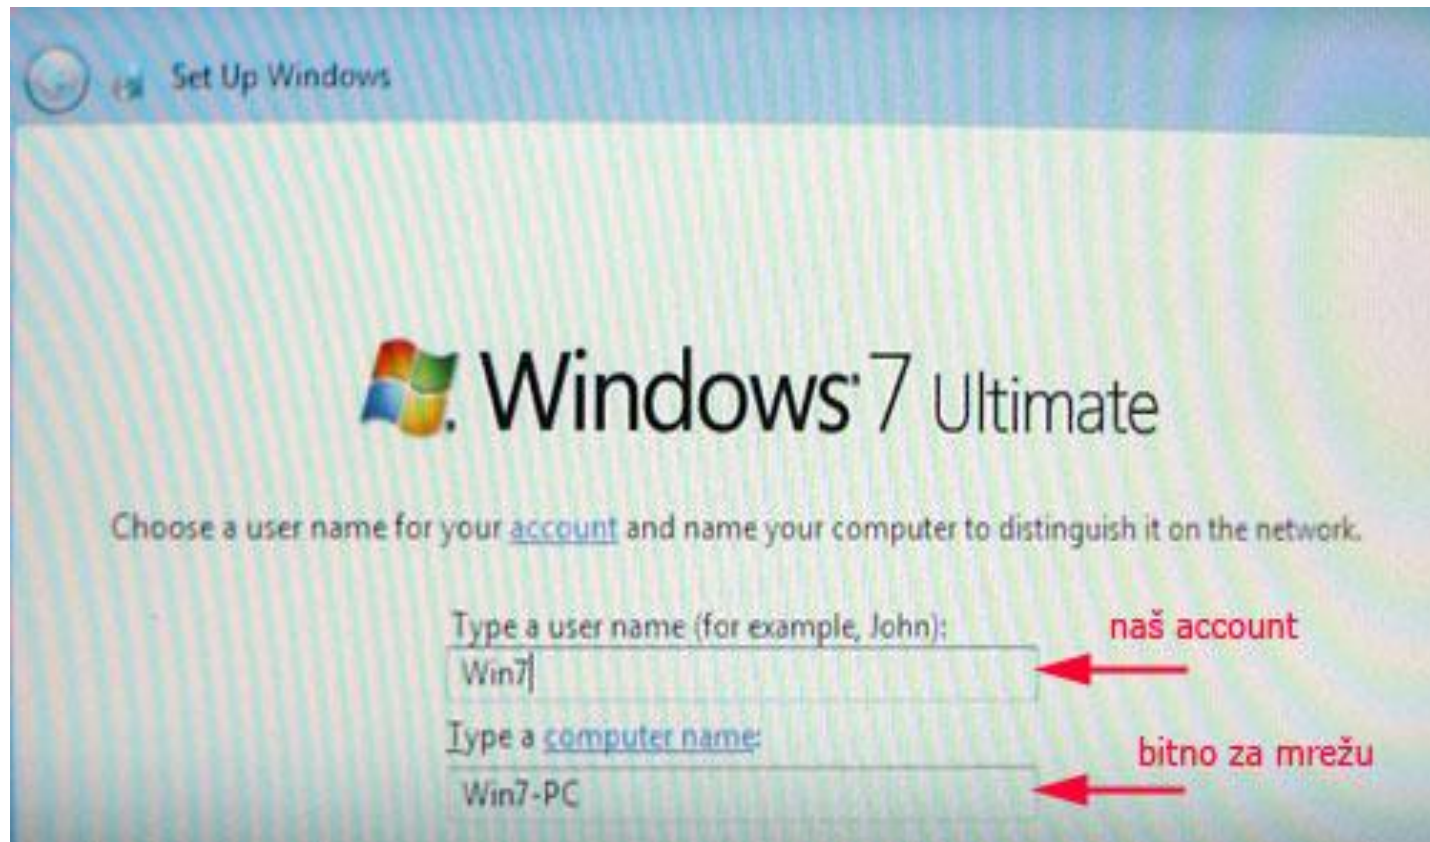 Set Up Windows
Windows 7 Ultimate
Choose a user name for your account and name your computer to distinguish it on the network.
Type a user name (for example, John):
naš account
Win7
Type a computer name:
bitno za mrežu
Win7-PC